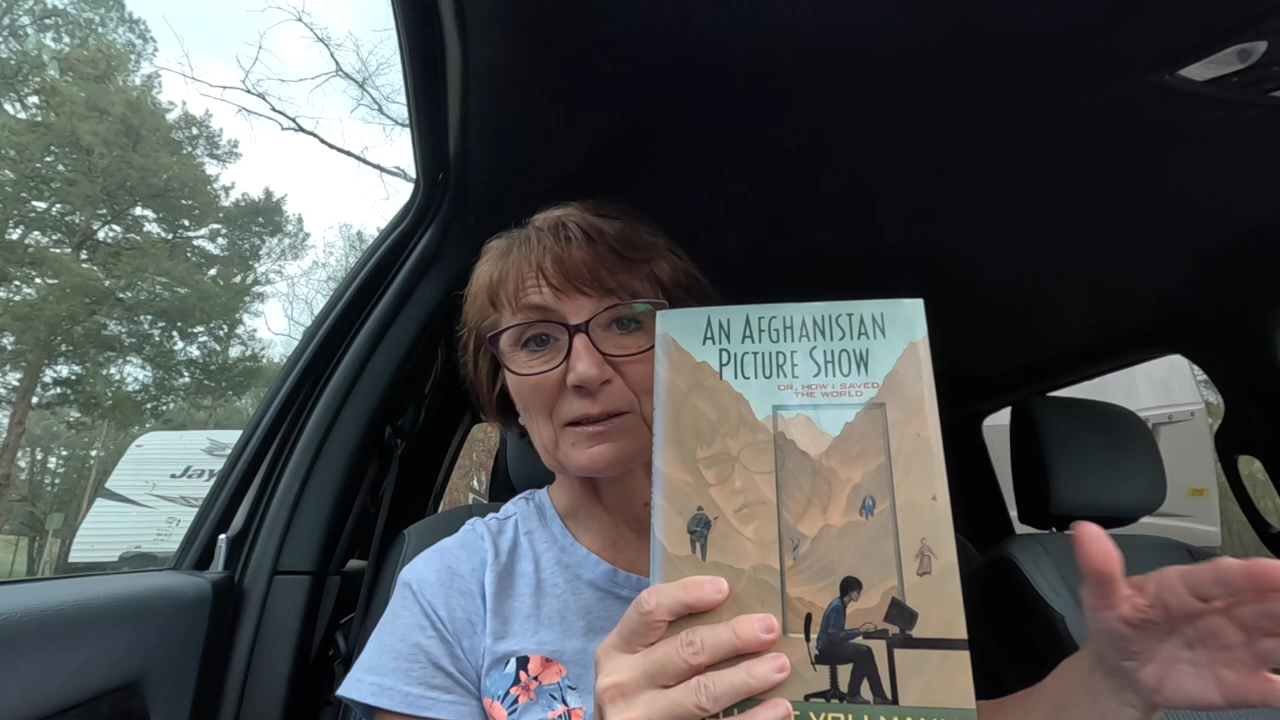 AN AFGHANISTAN
PICTURE SHOW
OR, HOW I SAVED
THE WORLD
Jay